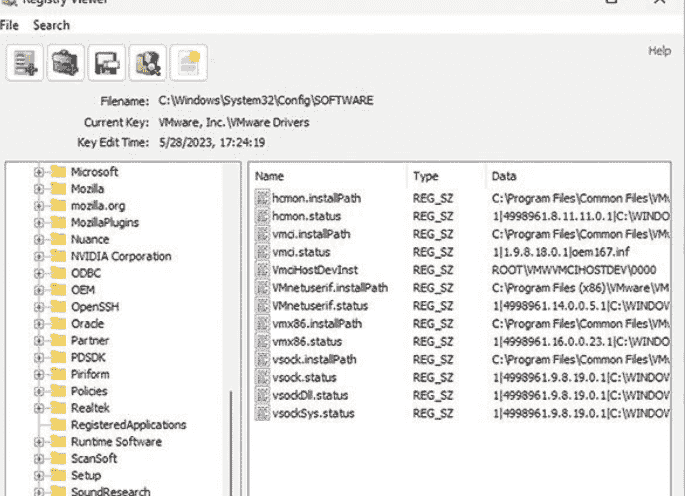 Registry Viewer
File Search
Help
Filename: C:\Windows\System32\Config\SOFTWARE
Current Key: VMware, Inc.\VMware Drivers
Key Edit Time: 5/28/2023, 17:24:19
Microsoft
Mozilla
mozilla.org
MozillaPlugins
Nuance
NVIDIA Corporation
ODBC
OEM
OpenSSH
Oracle
Partner
PDSDK
Piriform
Policies
Realtek
RegisteredApplications
Runtime Software
ScanSoft
Setup
SoundResearch
Name Type Data
hcmon.installPath REG_SZ C:\Program Files\Common Files\VM
hcmon.status REG_SZ 1|4998961.8.11.11.0.1|C:\WINDO
vmci.installPath REG_SZ C:\Program Files\Common Files\VM
vmci.status REG_SZ 1|1.9.8.18.0.1|oem167.inf
VmciHostDevInst REG_SZ ROOT\VMWVMCIHOSTDEV\0000
VMnetuserif.installPath REG_SZ C:\Program Files (x86)\VMware\VM
VMnetuserif.status REG_SZ 1|4998961.14.0.0.5.1|C:\WINDOV
vmx86.installPath REG_SZ C:\Program Files\Common Files\VM
vmx86.status REG_SZ 1|4998961.16.0.0.23.1|C:\WINDO
vsock.installPath REG_SZ C:\Program Files\Common Files\VM
vsock.status REG_SZ 1|4998961.9.8.19.0.1|C:\WINDOV
vsockDll.status REG_SZ 1|4998961.9.8.19.0.1|C:\WINDOV
vsockSys.status REG_SZ 1|4998961.9.8.19.0.1|C:\WINDOV